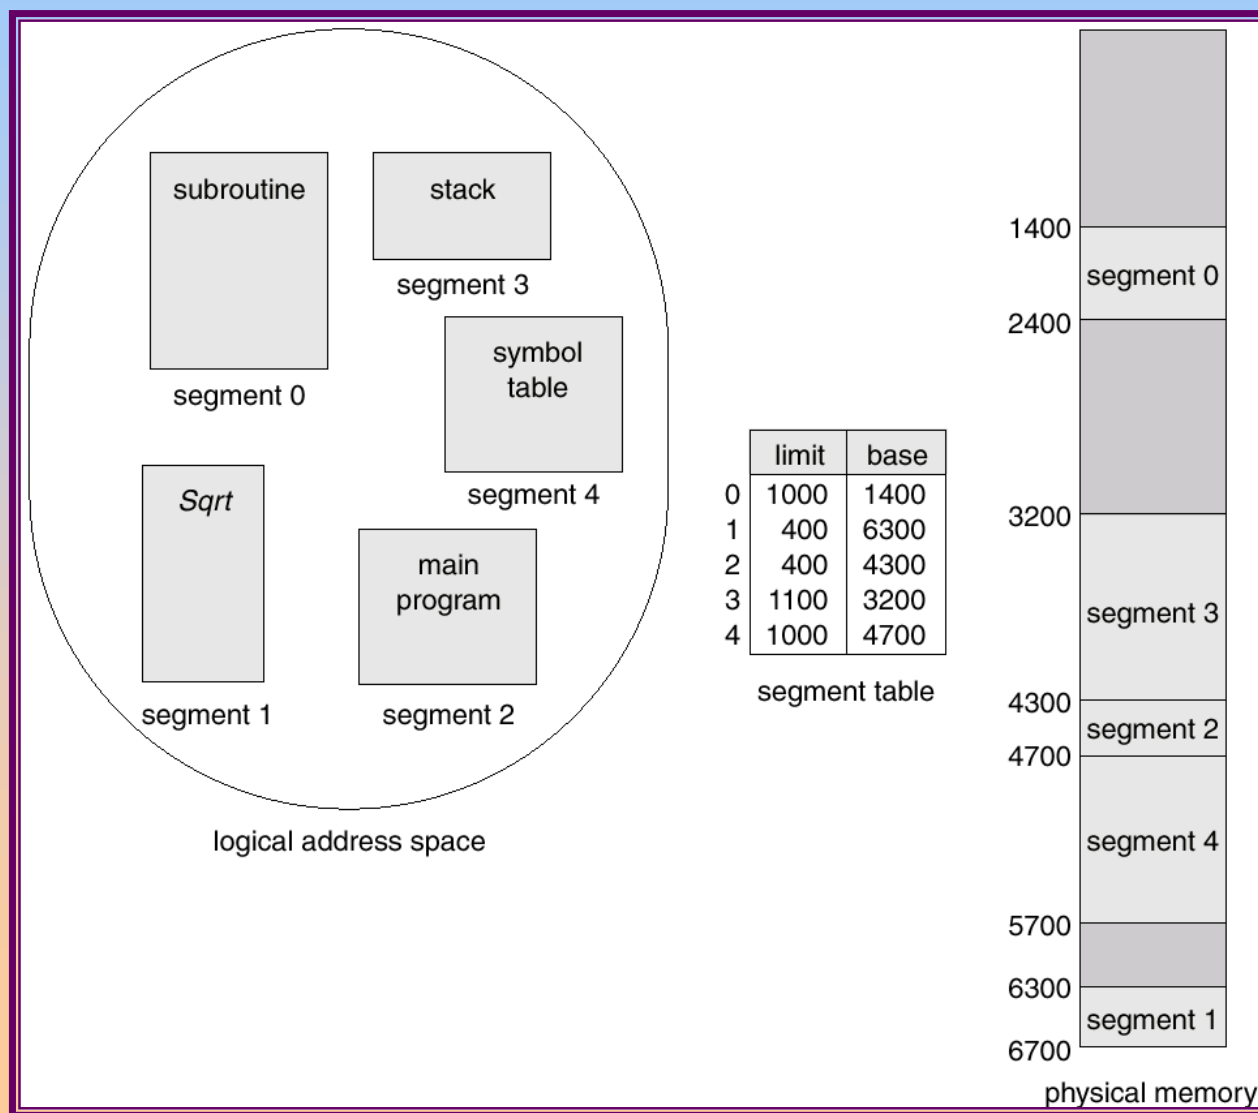 subroutine
segment 0
stack
segment 3
symbol
table
segment 4
Sqrt
segment 1
main
program
segment 2
logical address space
limit base
0 1000 1400
1 400 6300
2 400 4300
3 1100 3200
4 1000 4700
segment table
1400
segment 0
2400
3200
segment 3
4300
segment 2
4700
segment 4
5700
6300
segment 1
6700
physical memory